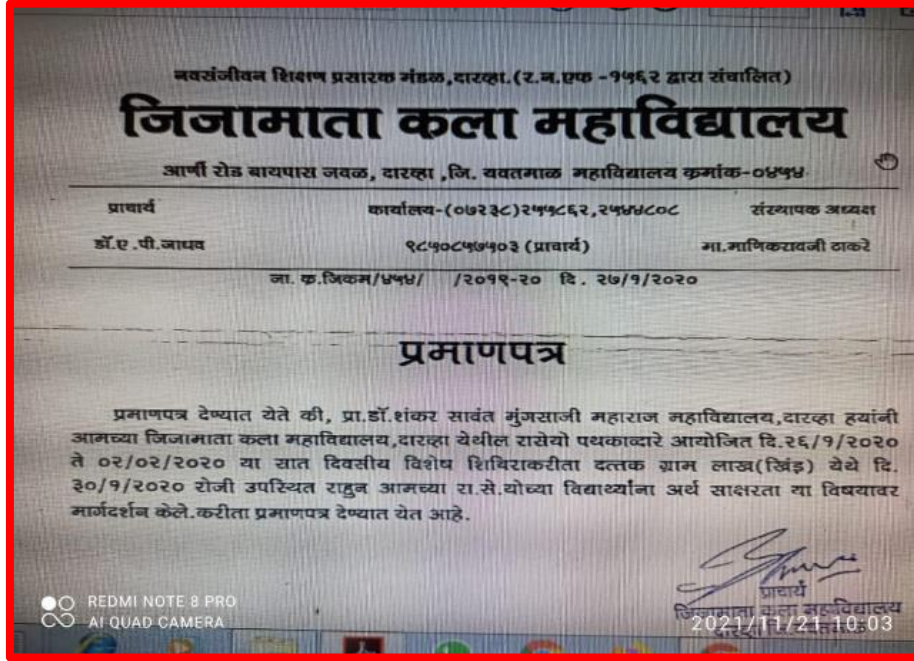 नवसंजीवन शिक्षण प्रसारक मंडळ,दारव्हा.(र.न.एफ -१५६२ द्वारा संचालित)
जिजामाता कला महाविद्यालय
आर्णी रोड बायपास जवळ, दारव्हा ,जि. यवतमाळ महाविद्यालय क्रमांक-०४५४
प्राचार्य कार्यालय-(०७२३८)२५५८६२,२५४४८०८ संस्थापक अध्यक्ष
डॉ.ए .पी.जाधव ९८५०८५७५०३ (प्राचार्य) मा.माणिकरावजी ठाकरे
जा. क्र.जिकम/४५४/ /२०१९-२० दि . २७/१/२०२०
प्रमाणपत्र
प्रमाणपत्र देण्यात येते की, प्रा.डॉ.शंकर सावंत मुंगसाजी महाराज महाविद्यालय,दारव्हा हयांनी
आमच्या जिजामाता कला महाविद्यालय,दारव्हा येथील रासेयो पथकाव्दारे आयोजित दि.२६/१/२०२०
ते ०२/०२/२०२० या सात दिवसीय विशेष शिबिराकरीता दत्तक ग्राम लाख(खिंड) येथे दि.
३०/१/२०२० रोजी उपस्थित राहुन आमच्या रा.से.योच्या विद्यार्थ्यांना अर्थ साक्षरता या विषयावर
मार्गदर्शन केले.करीता प्रमाणपत्र देण्यात येत आहे.
प्राचार्य
जिजामाता कला महाविद्यालय
REDMI NOTE 8 PRO
AI QUAD CAMERA
2021/11/21 10:03